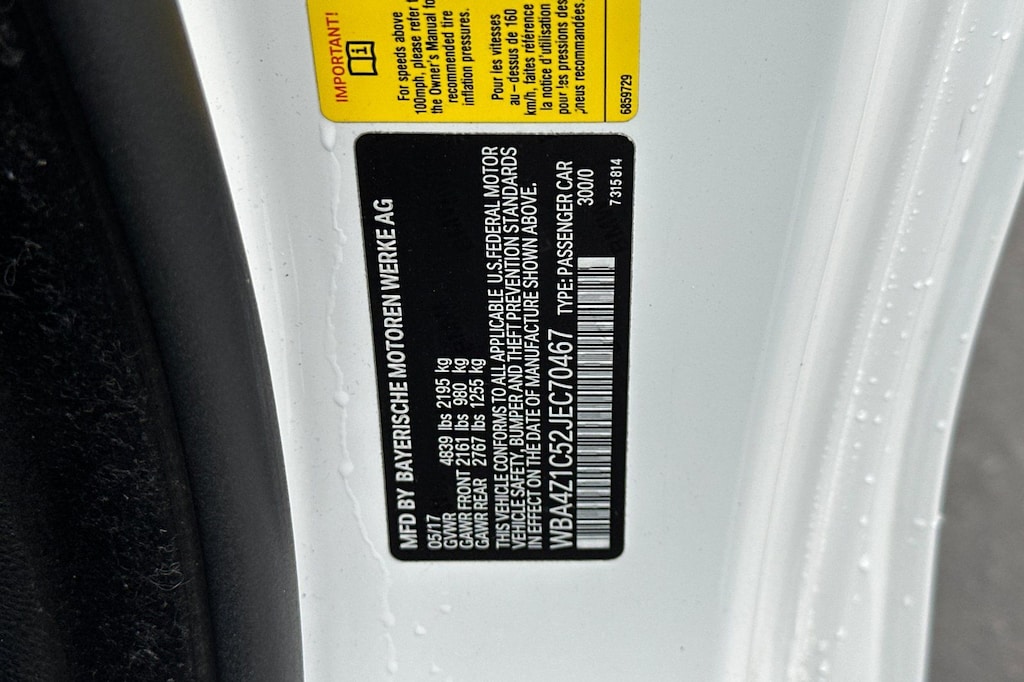 IMPORTANT!
For speeds above
100mph, please refer t
the Owner's Manual fo
recommended tire
inflation pressures.
Pour les vitesses
au-dessus de 160
km/h, faites référence
la notice d'utilisation
pour les pressions des
pneus recommandées.
6859729
MFD BY BAYERISCHE MOTOREN WERKE AG
05/17
GVWR 4839 lbs 2195 kg
GAWR FRONT 2161 lbs 980 kg
GAWR REAR 2767 lbs 1255 kg
THIS VEHICLE CONFORMS TO ALL APPLICABLE U.S.FEDERAL MOTOR
VEHICLE SAFETY, BUMPER AND THEFT PREVENTION STANDARDS
IN EFFECT ON THE DATE OF MANUFACTURE SHOWN ABOVE.
WBA4Z1C52JEC70467 TYPE: PASSENGER CAR
300/0
7 315 814